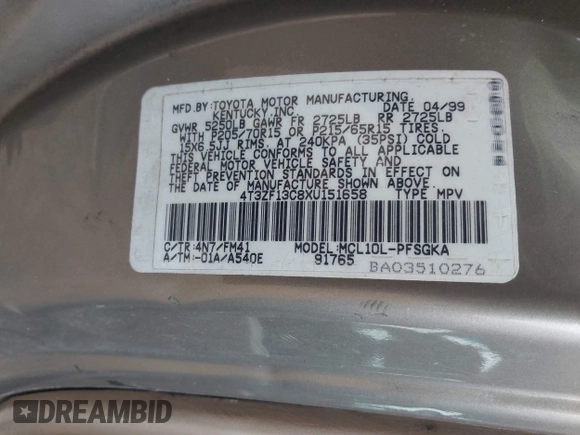 MFD.BY:TOYOTA MOTOR MANUFACTURING,
KENTUCKY,INC. DATE 04/99
GVWR 5250LB GAWR FR 2725LB RR 2725LB
WITH P205/70R15 OR P215/65R15 TIRES,
15X6.5JJ RIMS, AT 240KPA (35PSI) COLD
THIS VEHICLE CONFORMS TO ALL APPLICABLE
FEDERAL MOTOR VEHICLE SAFETY AND
THEFT PREVENTION STANDARDS IN EFFECT ON
THE DATE OF MANUFACTURE SHOWN ABOVE.
4T3ZF13C8XU151658 TYPE MPV
C/TR:4N7/FM41 MODEL:MCL10L-PFSGKA
A/TM:-01A/A540E 91765
BA03510276
DREAMBID